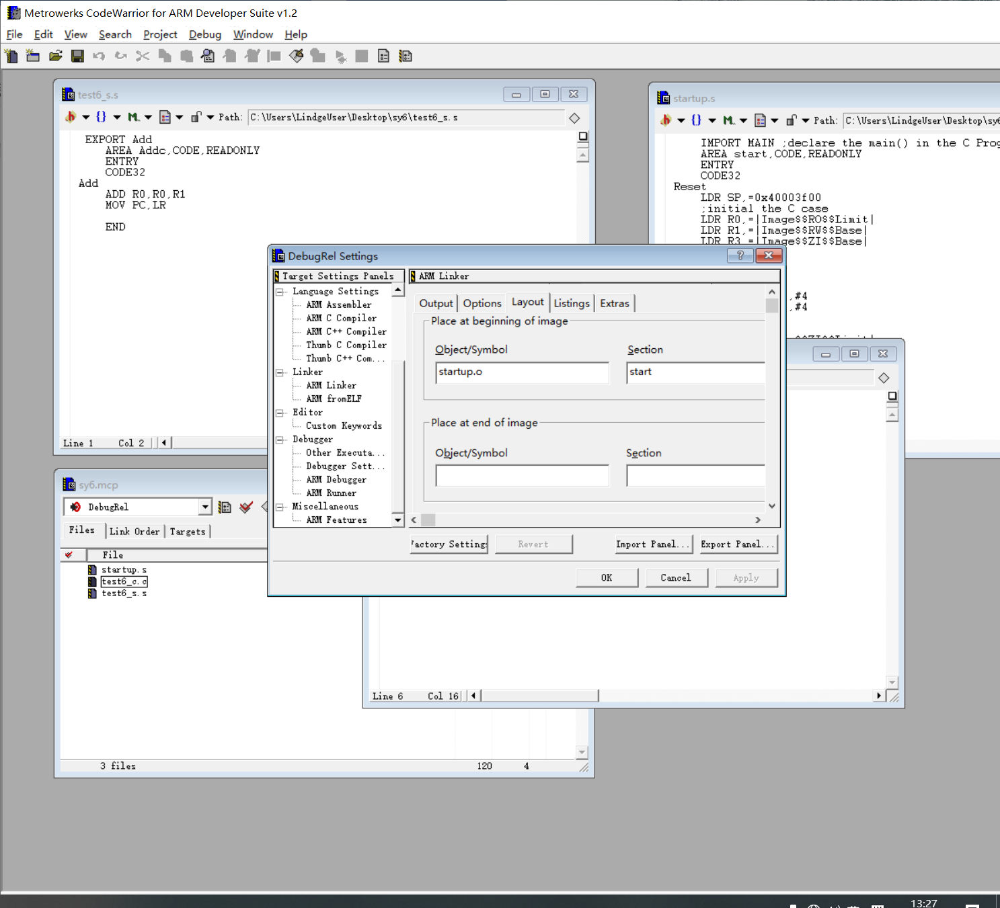 Metrowerks CodeWarrior for ARM Developer Suite v1.2
File Edit View Search Project Debug Window Help
test6_s.s
Path: C:\Users\LindgeUser\Desktop\sy6\test6_s.s
EXPORT Add
AREA Addc,CODE,READONLY
ENTRY
CODE32
Add
ADD R0,R0,R1
MOV PC,LR
END
Line 1 Col 2
startup.s
Path: C:\Users\LindgeUser\Desktop\sy6
IMPORT MAIN ;declare the main() in the C Prog
AREA start,CODE,READONLY
ENTRY
CODE32
Reset
LDR SP,=0x40003f00
;initial the C case
LDR R0,=|Image$$RO$$Limit|
LDR R1,=|Image$$RW$$Base|
LDR R3,=|Image$$ZI$$Base|
,#4
,#4
$$ZI$$Limit|
DebugRel Settings
Target Settings Panels
Language Settings
ARM Assembler
ARM C Compiler
ARM C++ Compiler
Thumb C Compiler
Thumb C++ Com...
Linker
ARM Linker
ARM fromELF
Editor
Custom Keywords
Debugger
Other Executa...
Debugger Sett...
ARM Debugger
ARM Runner
Miscellaneous
ARM Features
ARM Linker
Output Options Layout Listings Extras
Place at beginning of image
Object/Symbol Section
startup.o start
Place at end of image
Object/Symbol Section
Factory Settings Revert Import Panel... Export Panel...
OK Cancel Apply
sy6.mcp
DebugRel
Files Link Order Targets
File
startup.s
test6_c.c
test6_s.s
3 files 120 4
Line 6 Col 16
13:27